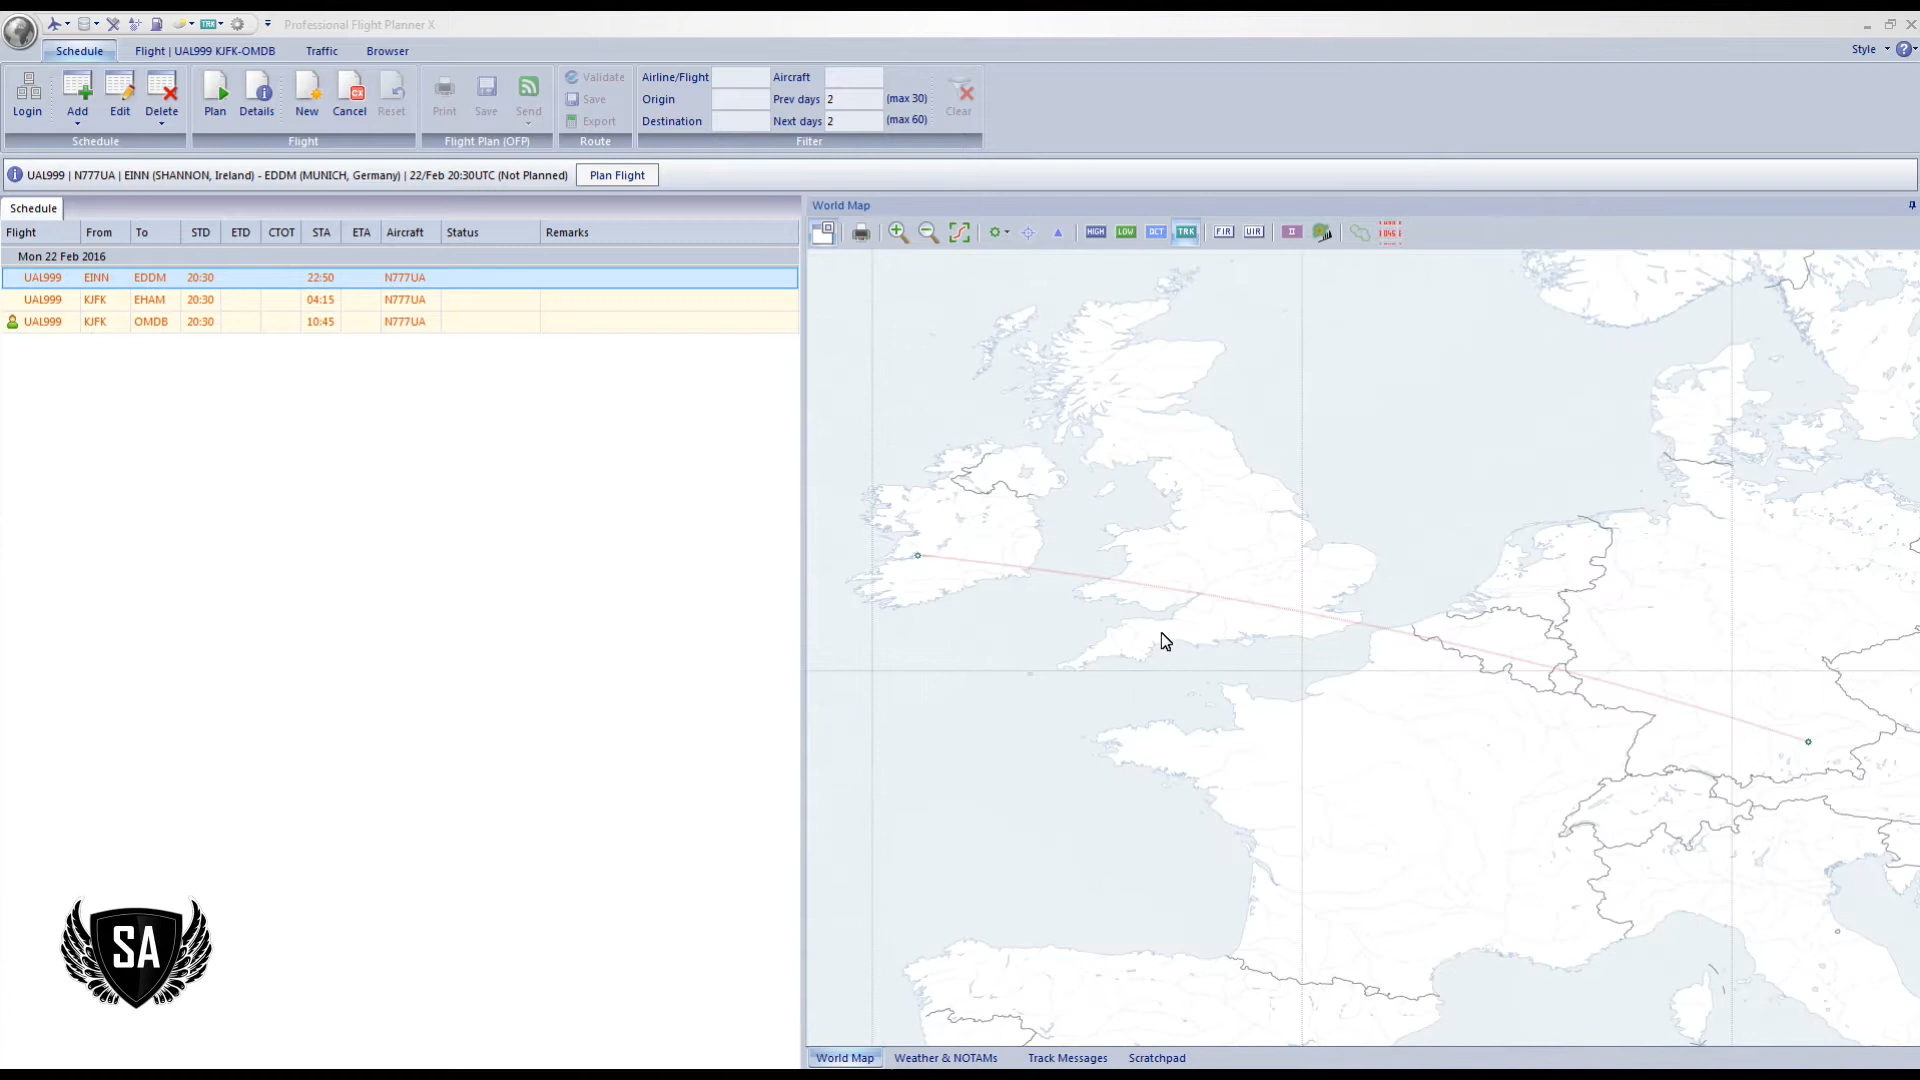 TRK
Professional Flight Planner X
Schedule Flight | UAL999 KJFK-OMDB Traffic Browser
Style
Login Add Edit Delete
Schedule
Plan Details New Cancel Reset
CX
Flight
Print Save Send
Flight Plan (OFP)
Validate
Save
Export
Route
Airline/Flight Aircraft
Origin Prev days 2 (max 30)
Destination Next days 2 (max 60)
Clear
Filter
UAL999 | N777UA | EINN (SHANNON, Ireland) - EDDM (MUNICH, Germany) | 22/Feb 20:30UTC (Not Planned) Plan Flight
Schedule
Flight From To STD ETD CTOT STA ETA Aircraft Status Remarks
Mon 22 Feb 2016
UAL999 EINN EDDM 20:30 22:50 N777UA
UAL999 KJFK EHAM 20:30 04:15 N777UA
UAL999 KJFK OMDB 20:30 10:45 N777UA
World Map
HIGH LOW DCT TRK FIR UIR
SA
World Map Weather & NOTAMs Track Messages Scratchpad